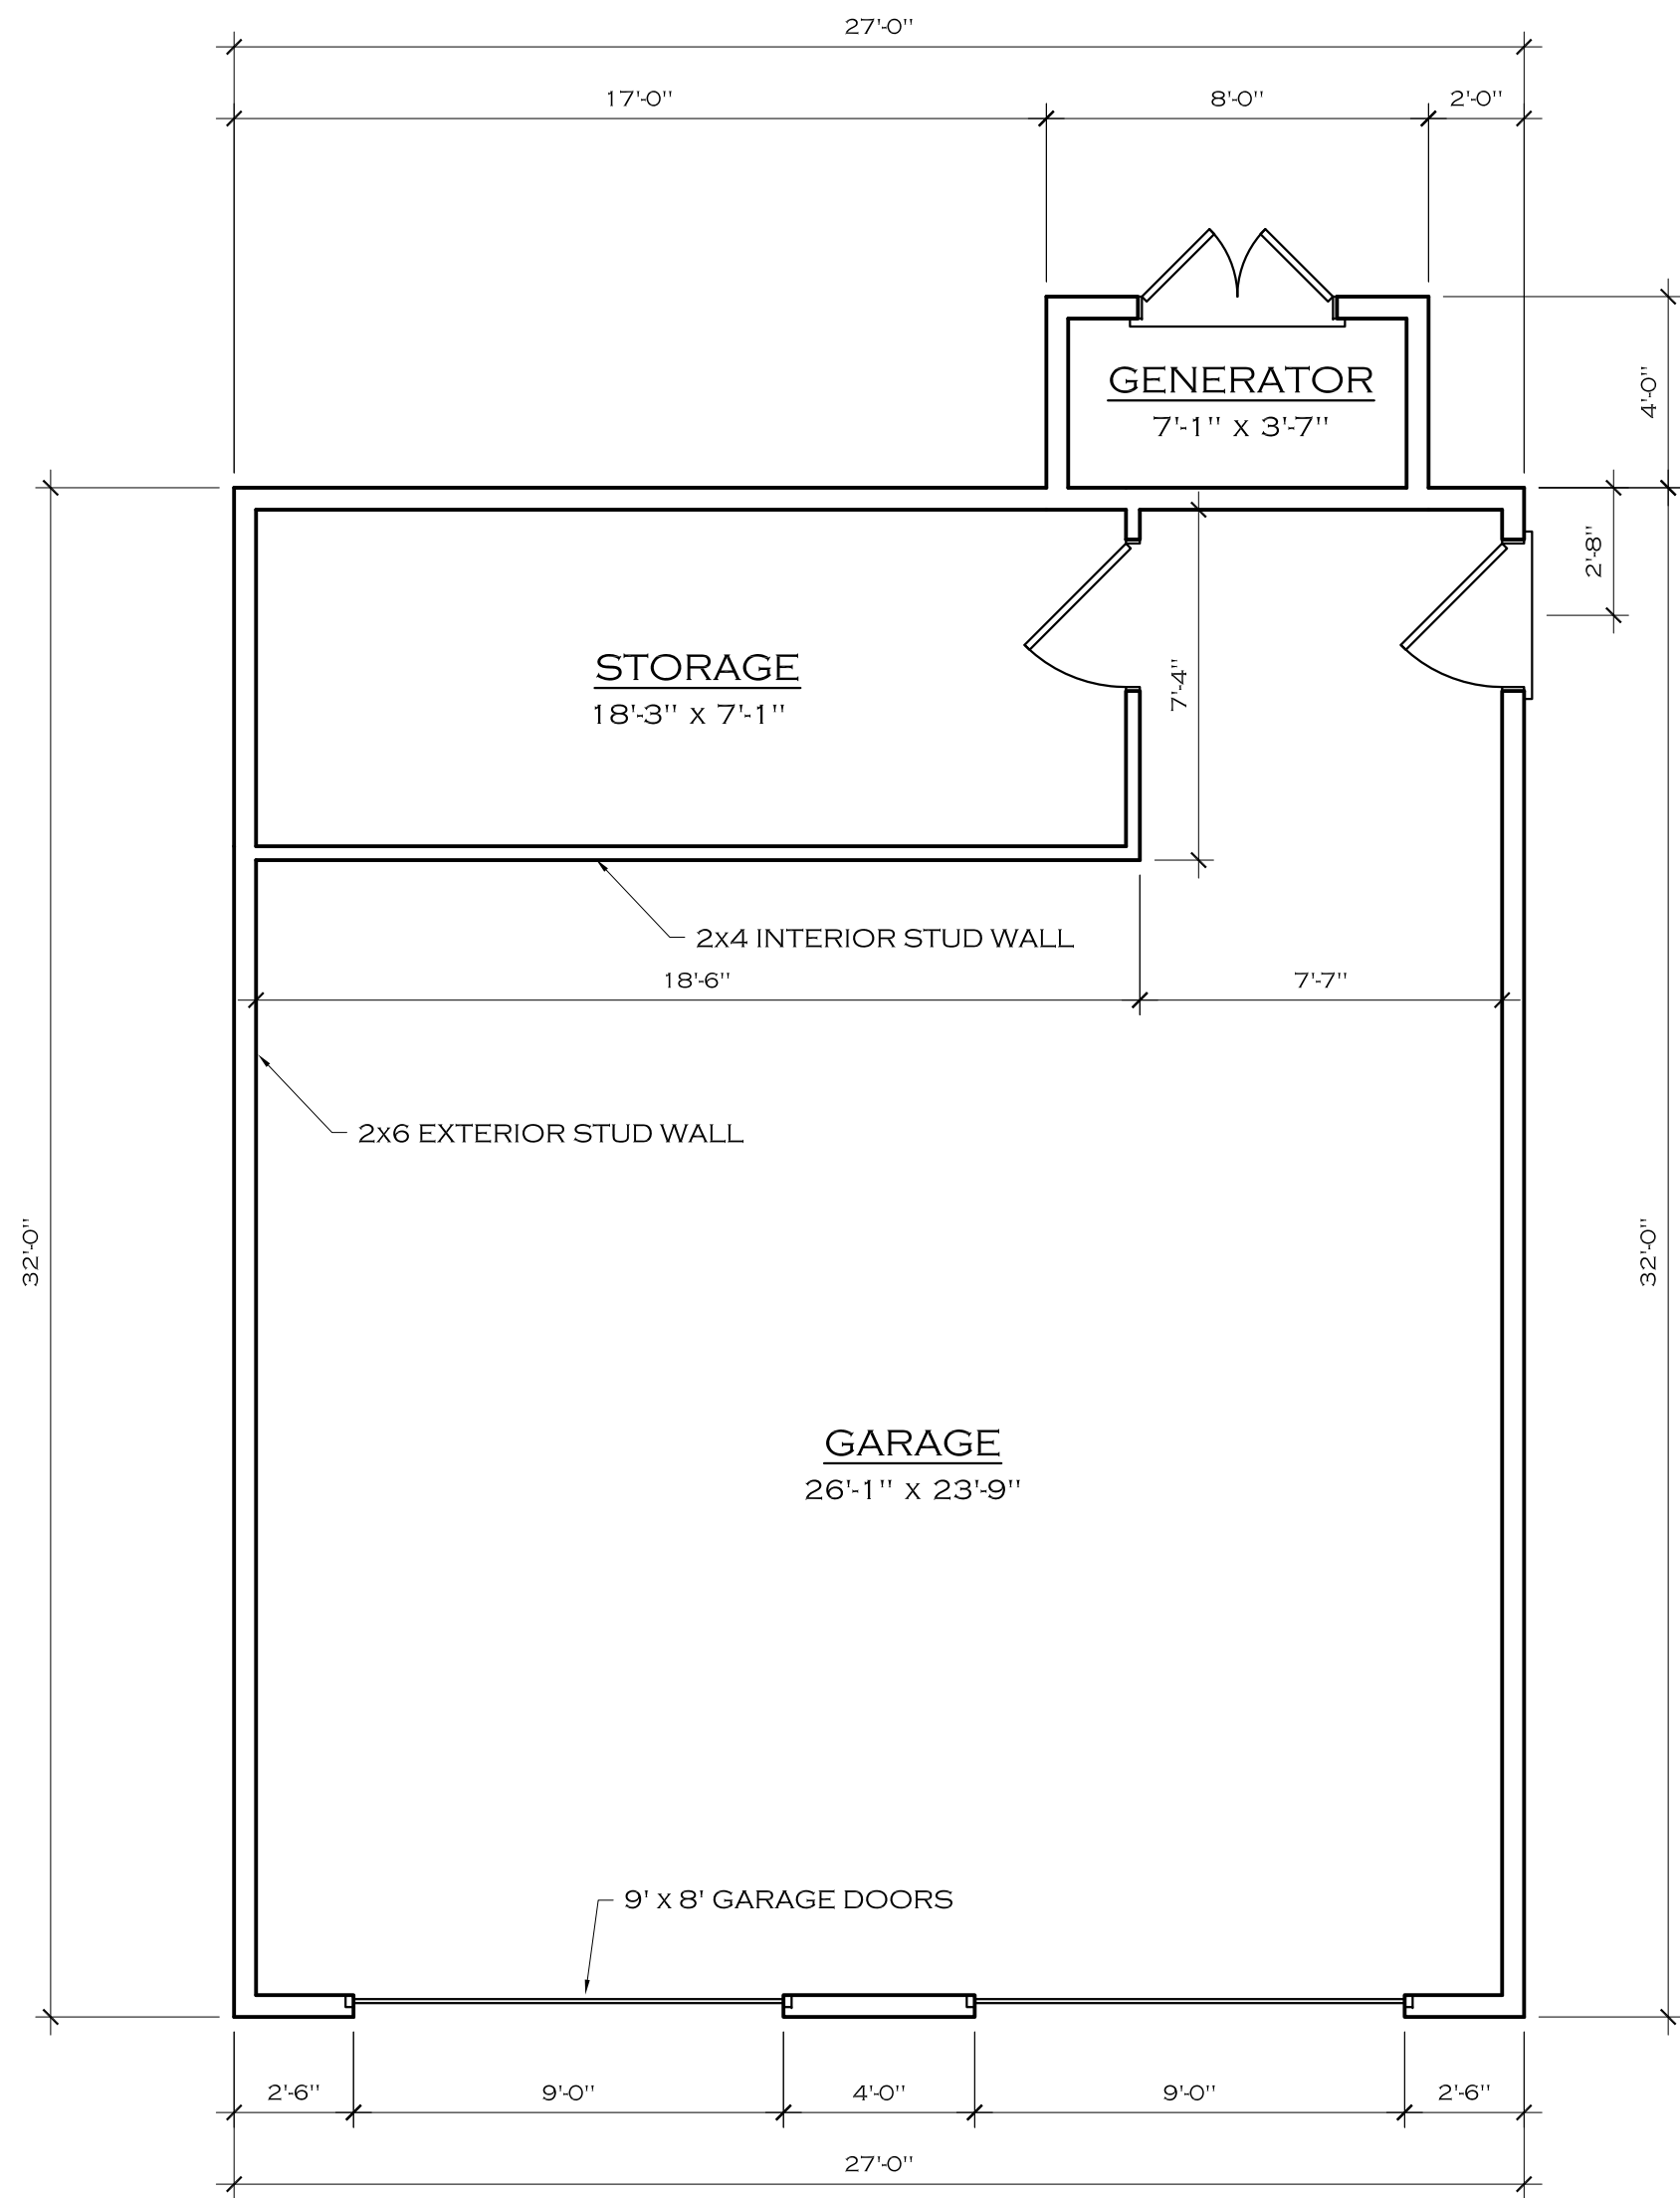 27'-0"
17'-0"
8'-0"
2'-0"
GENERATOR
7'-1" X 3'-7"
4'-0"
2'-8"
STORAGE
18'-3" X 7'-1"
7'-4"
2x4 INTERIOR STUD WALL
18'-6"
7'-7"
2x6 EXTERIOR STUD WALL
32'-0"
32'-0"
GARAGE
26'-1" X 23'-9"
9' x 8' GARAGE DOORS
2'-6"
9'-0"
4'-0"
9'-0"
2'-6"
27'-0"